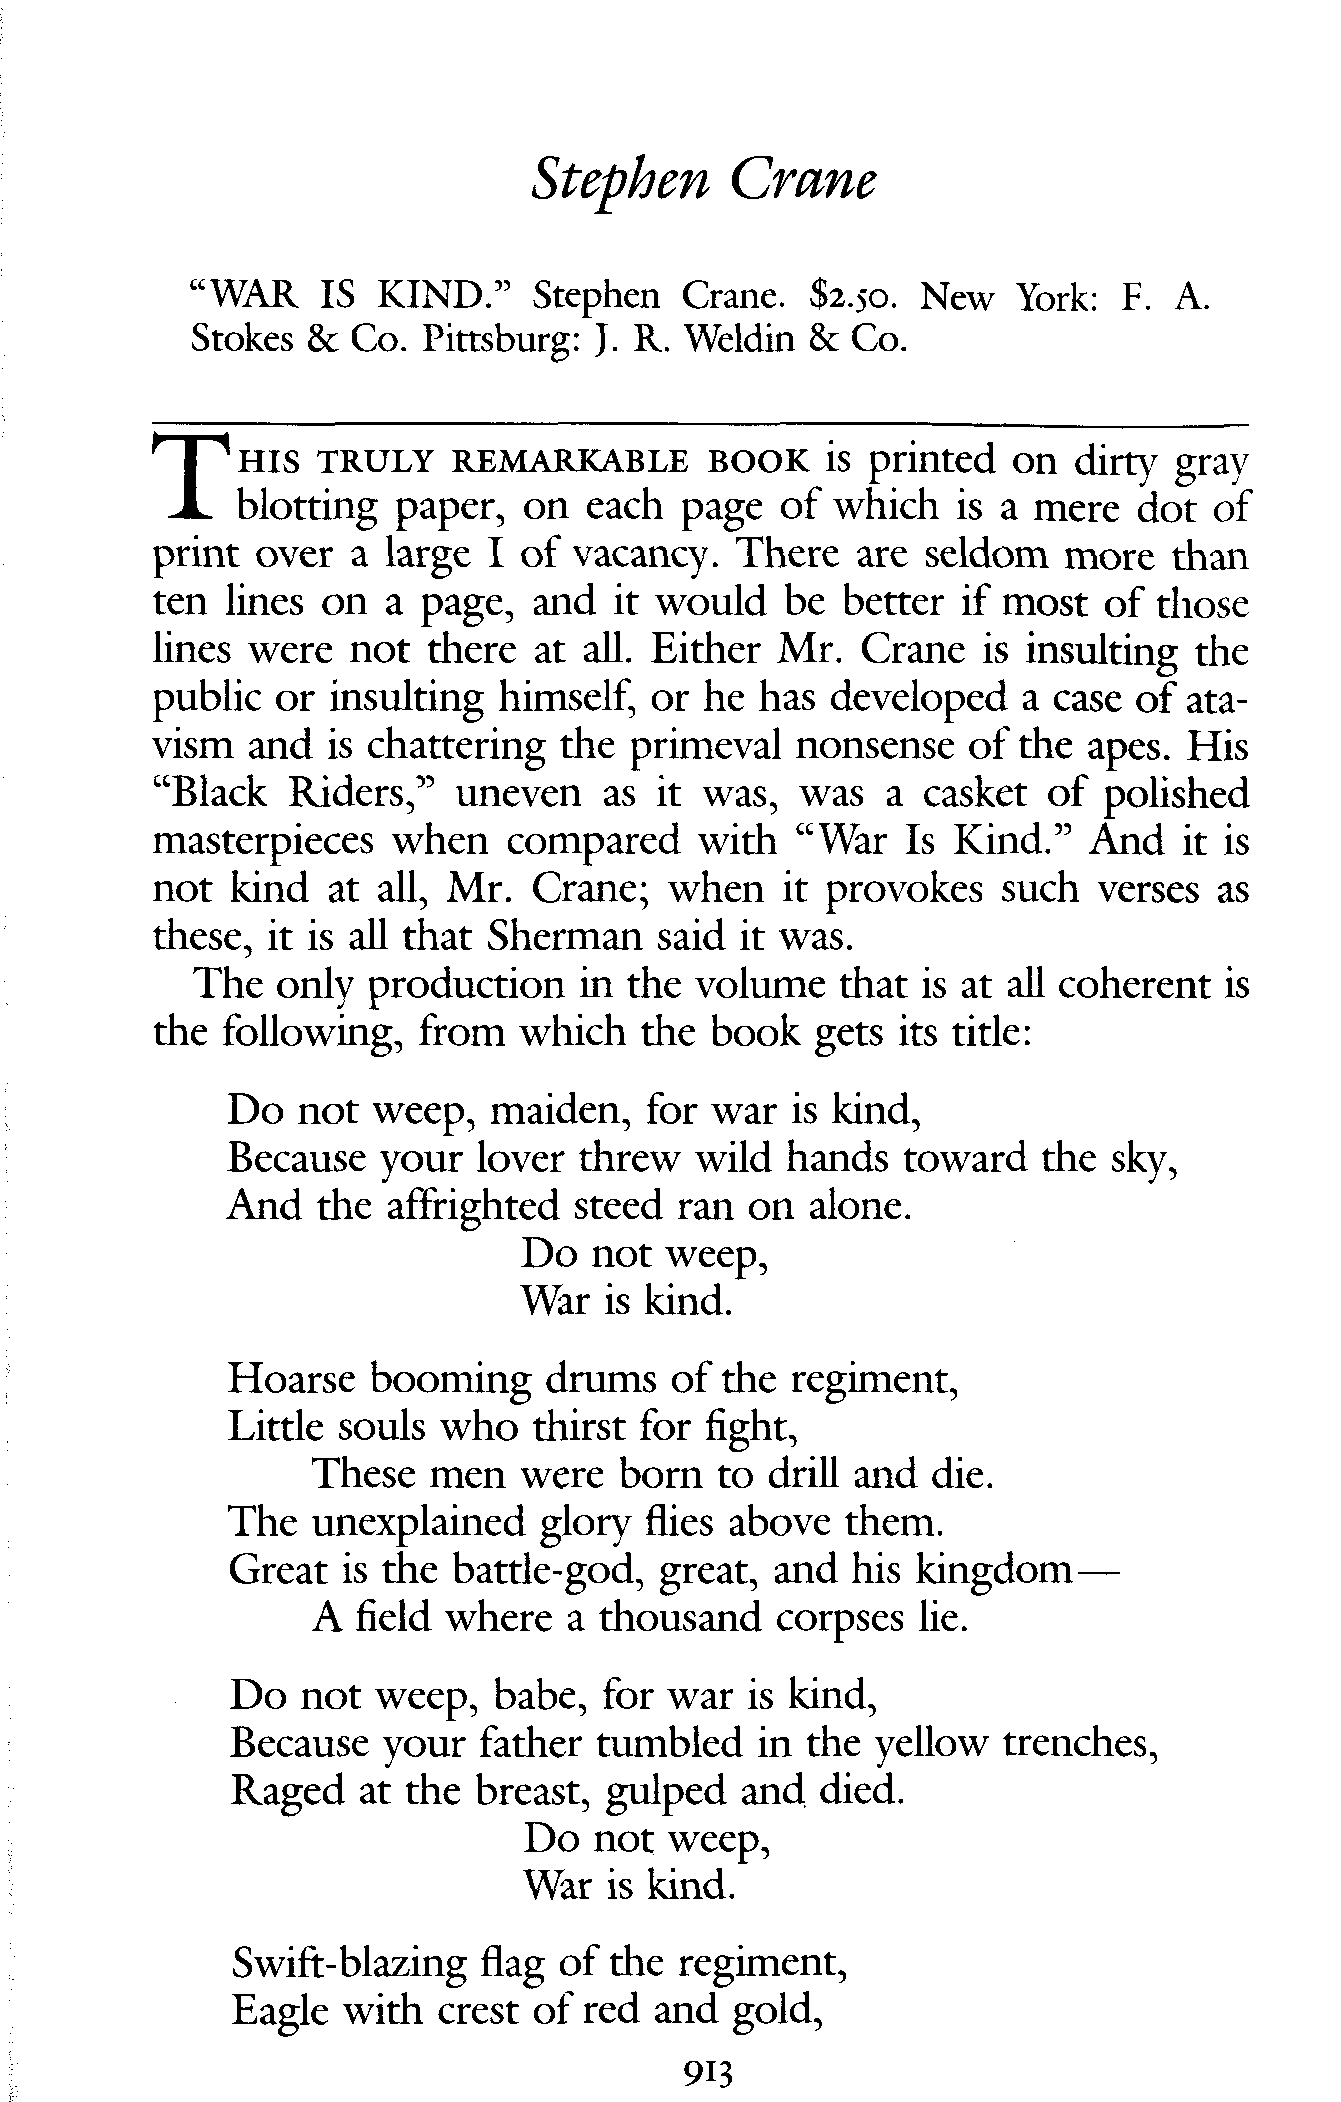 Stephen Crane
“WAR IS KIND.” Stephen Crane. $2.50. New York: F. A.
Stokes & Co. Pittsburg: J. R. Weldin & Co.
THIS TRULY REMARKABLE BOOK is printed on dirty gray
blotting paper, on each page of which is a mere dot of
print over a large I of vacancy. There are seldom more than
ten lines on a page, and it would be better if most of those
lines were not there at all. Either Mr. Crane is insulting the
public or insulting himself, or he has developed a case of ata-
vism and is chattering the primeval nonsense of the apes. His
“Black Riders,” uneven as it was, was a casket of polished
masterpieces when compared with “War Is Kind.” And it is
not kind at all, Mr. Crane; when it provokes such verses as
these, it is all that Sherman said it was.
The only production in the volume that is at all coherent is
the following, from which the book gets its title:
Do not weep, maiden, for war is kind,
Because your lover threw wild hands toward the sky,
And the affrighted steed ran on alone.
Do not weep,
War is kind.
Hoarse booming drums of the regiment,
Little souls who thirst for fight,
These men were born to drill and die.
The unexplained glory flies above them.
Great is the battle-god, great, and his kingdom—
A field where a thousand corpses lie.
Do not weep, babe, for war is kind,
Because your father tumbled in the yellow trenches,
Raged at the breast, gulped and died.
Do not weep,
War is kind.
Swift-blazing flag of the regiment,
Eagle with crest of red and gold,
913